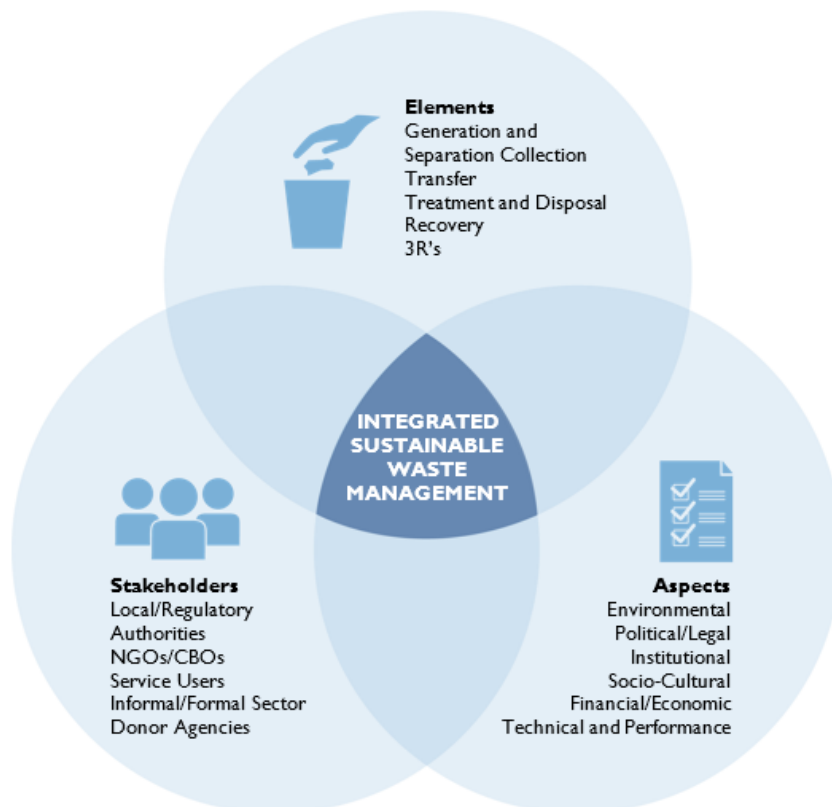 Elements
Generation and
Separation Collection
Transfer
Treatment and Disposal
Recovery
3R's
INTEGRATED
SUSTAINABLE
WASTE
MANAGEMENT
Stakeholders
Local/Regulatory
Authorities
NGOs/CBOs
Service Users
Informal/Formal Sector
Donor Agencies
Aspects
Environmental
Political/Legal
Institutional
Socio-Cultural
Financial/Economic
Technical and Performance